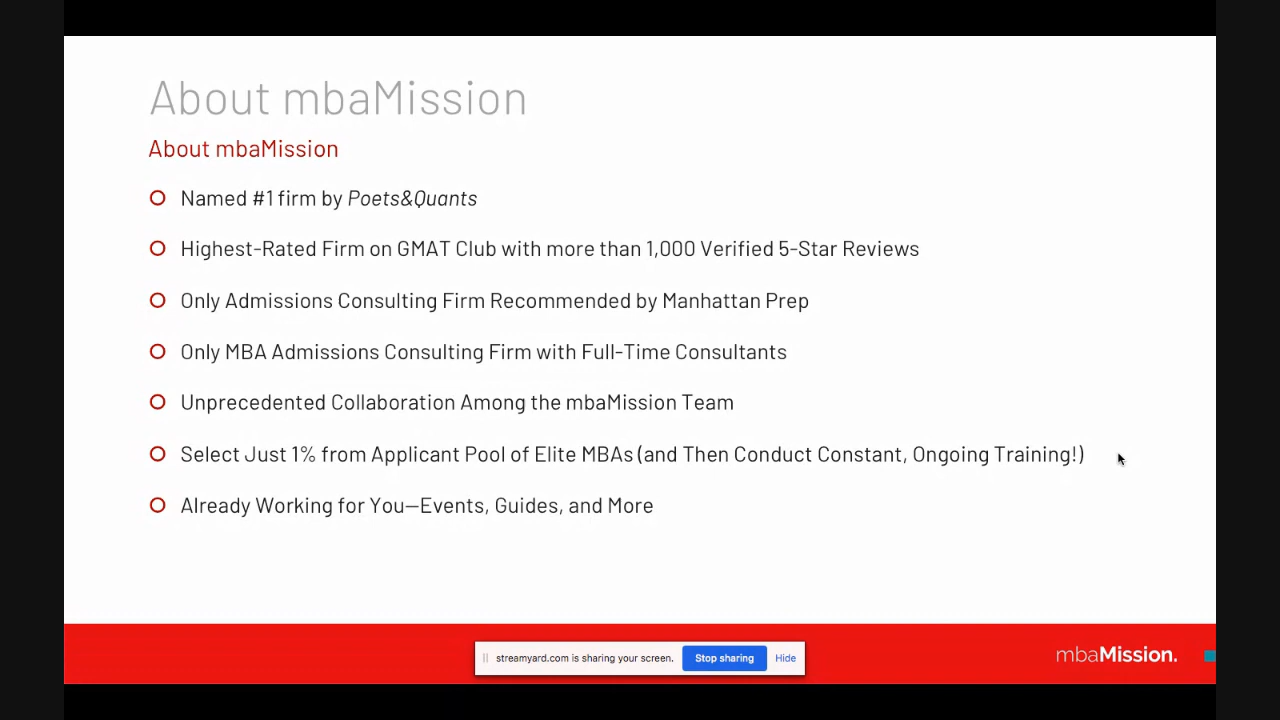 About mbaMission
About mbaMission
Named #1 firm by Poets&Quants
Highest-Rated Firm on GMAT Club with more than 1,000 Verified 5-Star Reviews
Only Admissions Consulting Firm Recommended by Manhattan Prep
Only MBA Admissions Consulting Firm with Full-Time Consultants
Unprecedented Collaboration Among the mbaMission Team
Select Just 1% from Applicant Pool of Elite MBAs (and Then Conduct Constant, Ongoing Training!)
Already Working for You—Events, Guides, and More
streamyard.com is sharing your screen. Stop sharing Hide
mbaMission.